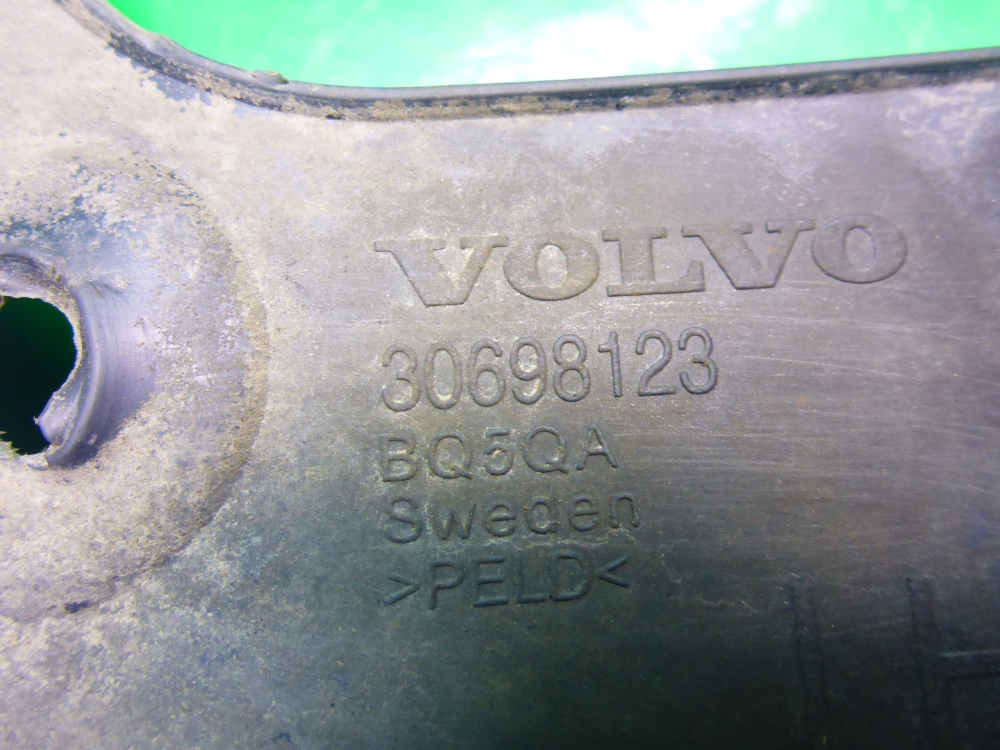 VOLVO
30698123
BQ5QA
Sweden
>PELD<